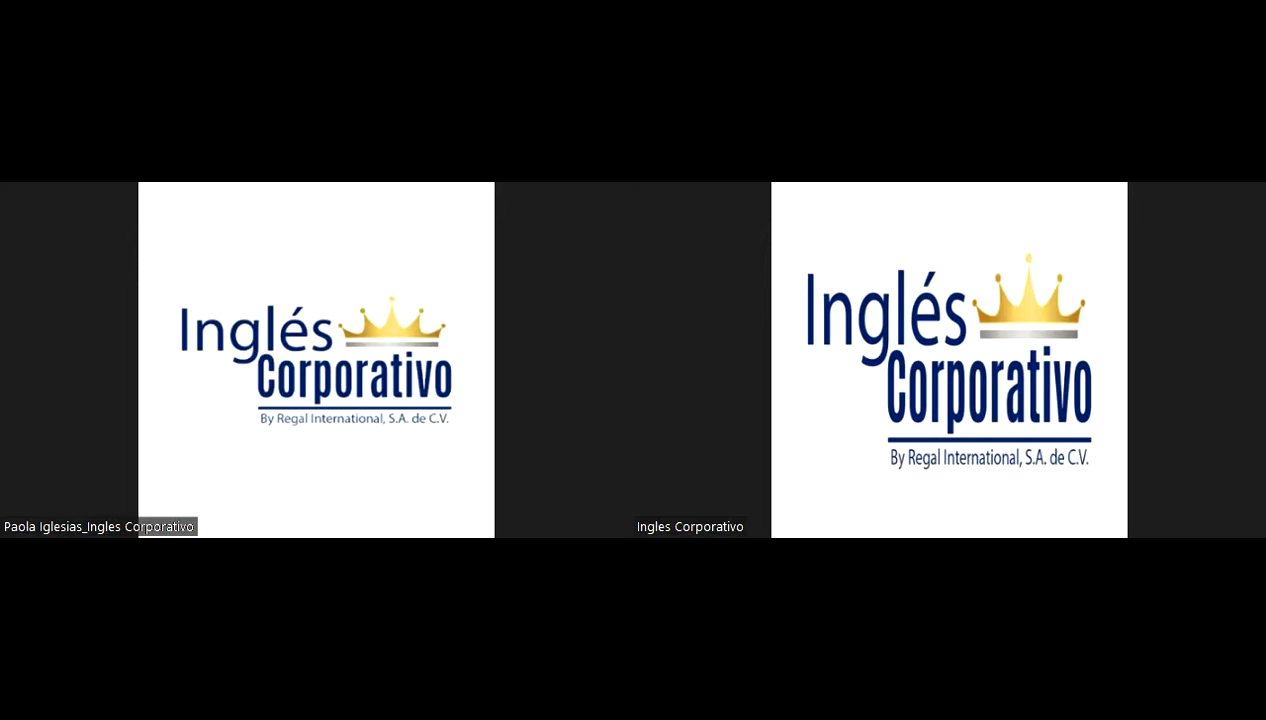 Inglés
Corporativo
By Regal International, S.A. de C.V.
Paola Iglesias_Ingles Corporativo
Inglés
Corporativo
By Regal International, S.A. de C.V.
Ingles Corporativo